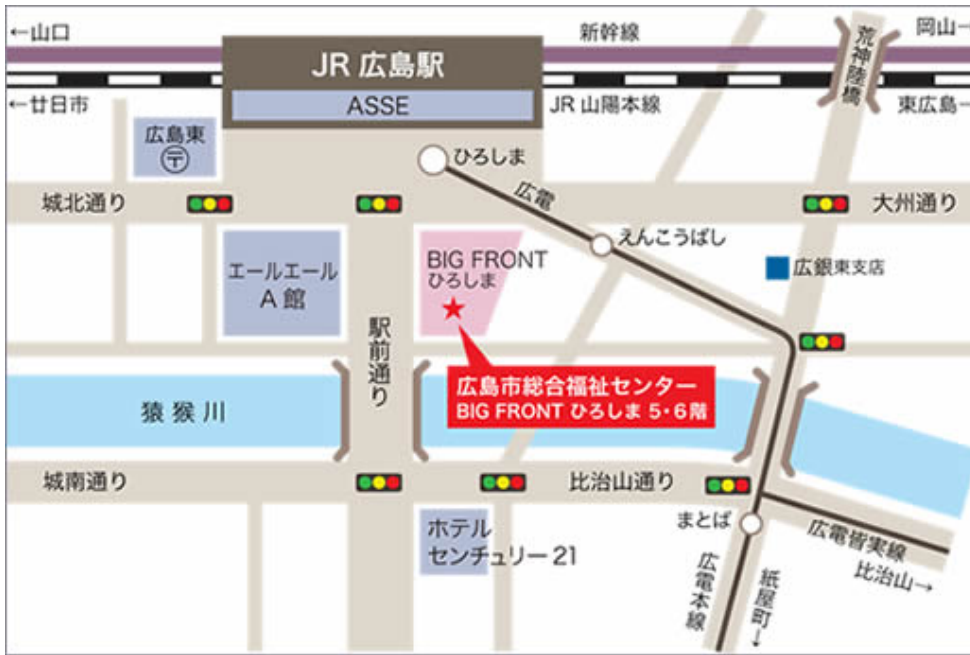 ←山口
新幹線
岡山→
荒神陸橋
JR 広島駅
ASSE
←廿日市
JR 山陽本線
東広島→
広島東
〒
ひろしま
広電
城北通り
大州通り
えんこうばし
エールエール
A 館
BIG FRONT
ひろしま
広銀東支店
駅前通り
広島市総合福祉センター
BIG FRONT ひろしま 5・6階
猿猴川
城南通り
比治山通り
ホテル
センチュリー21
まとば
広電皆実線
比治山→
広電本線
紙屋町→